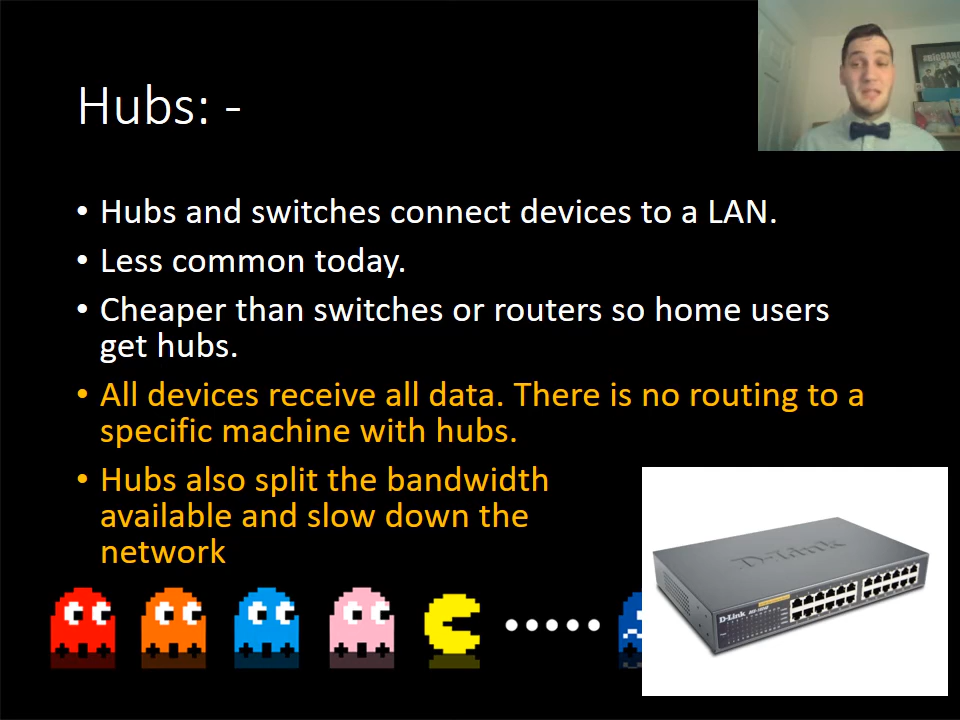 Hubs: -
• Hubs and switches connect devices to a LAN.
• Less common today.
• Cheaper than switches or routers so home users
get hubs.
• All devices receive all data. There is no routing to a
specific machine with hubs.
• Hubs also split the bandwidth
available and slow down the
network
D-Link
D-Link